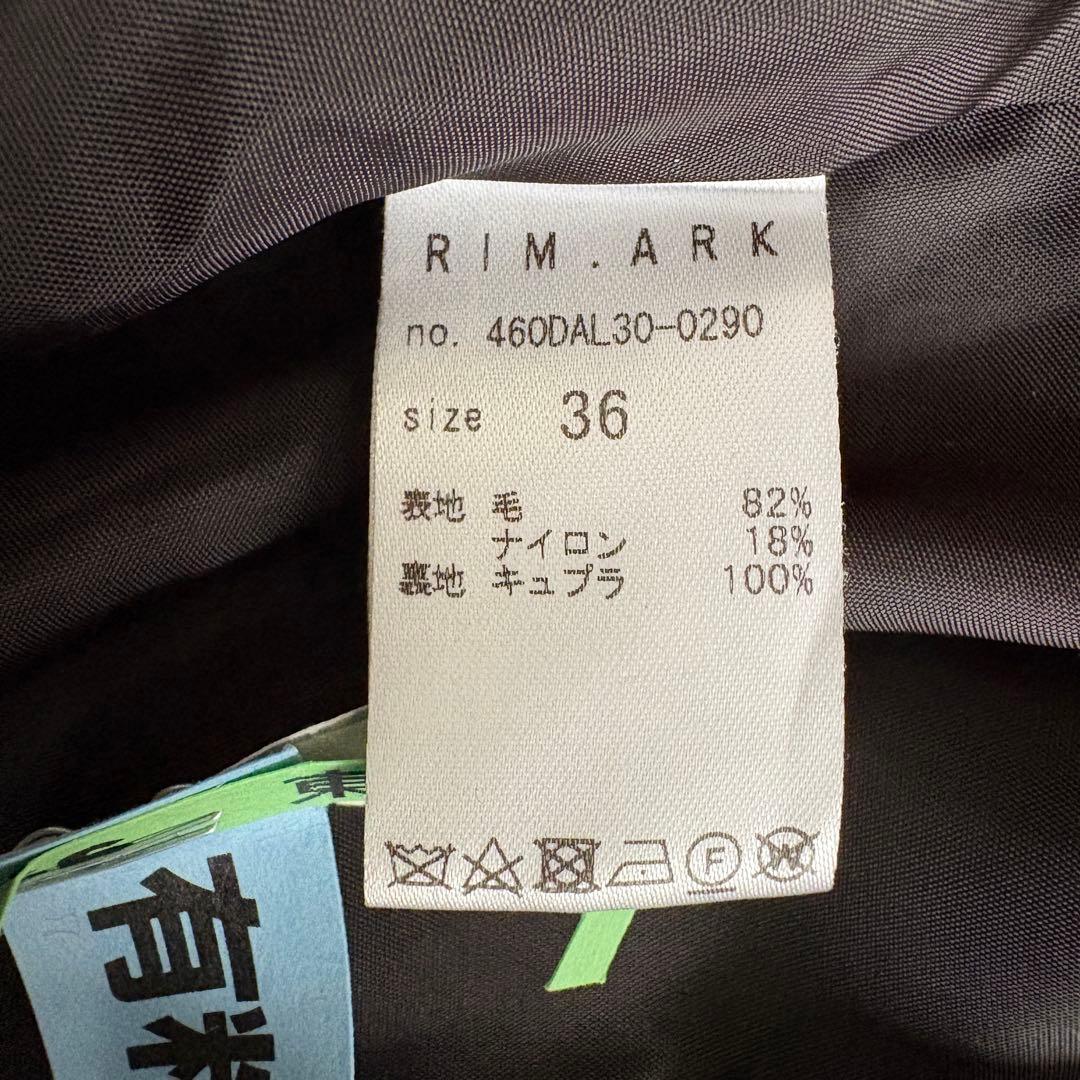 RIM.ARK
no. 460DAL30-0290
size 36
表地 毛 82%
ナイロン 18%
裏地 キュプラ 100%
F
W
有料